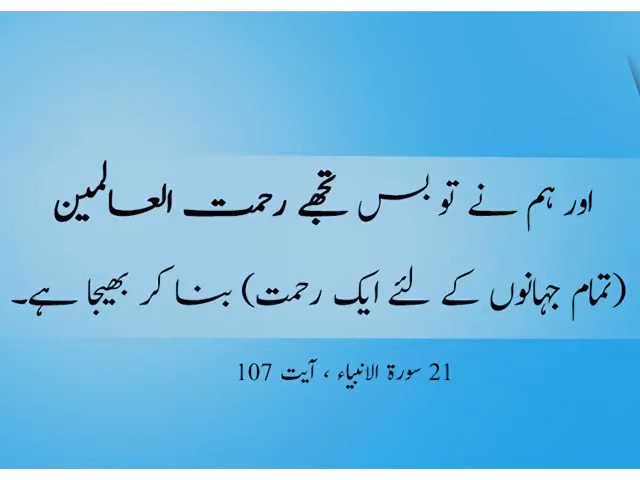 اور ہم نے تو بس تجھے رحمت العالمین
(تمام جہانوں کے لئے ایک رحمت) بنا کر بھیجا ہے۔
21 سورۃ الانبیاء ، آیت 107